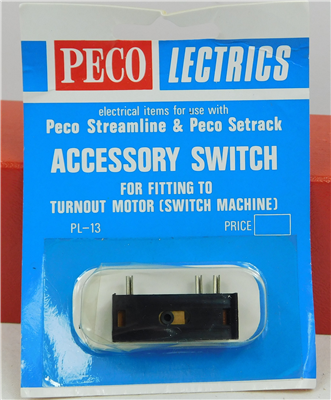 PECO LECTRICS
electrical items for use with
Peco Streamline & Peco Setrack
ACCESSORY SWITCH
FOR FITTING TO
TURNOUT MOTOR (SWITCH MACHINE)
PL-13 PRICE